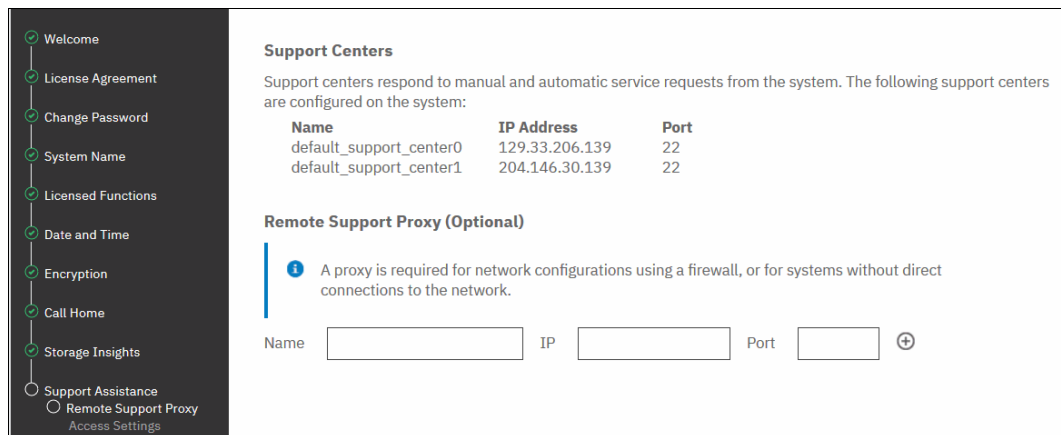 Welcome
License Agreement
Change Password
System Name
Licensed Functions
Date and Time
Encryption
Call Home
Storage Insights
Support Assistance
Remote Support Proxy
Access Settings
Support Centers
Support centers respond to manual and automatic service requests from the system. The following support centers
are configured on the system:
Name IP Address Port
default_support_center0 129.33.206.139 22
default_support_center1 204.146.30.139 22
Remote Support Proxy (Optional)
A proxy is required for network configurations using a firewall, or for systems without direct
connections to the network.
Name IP Port